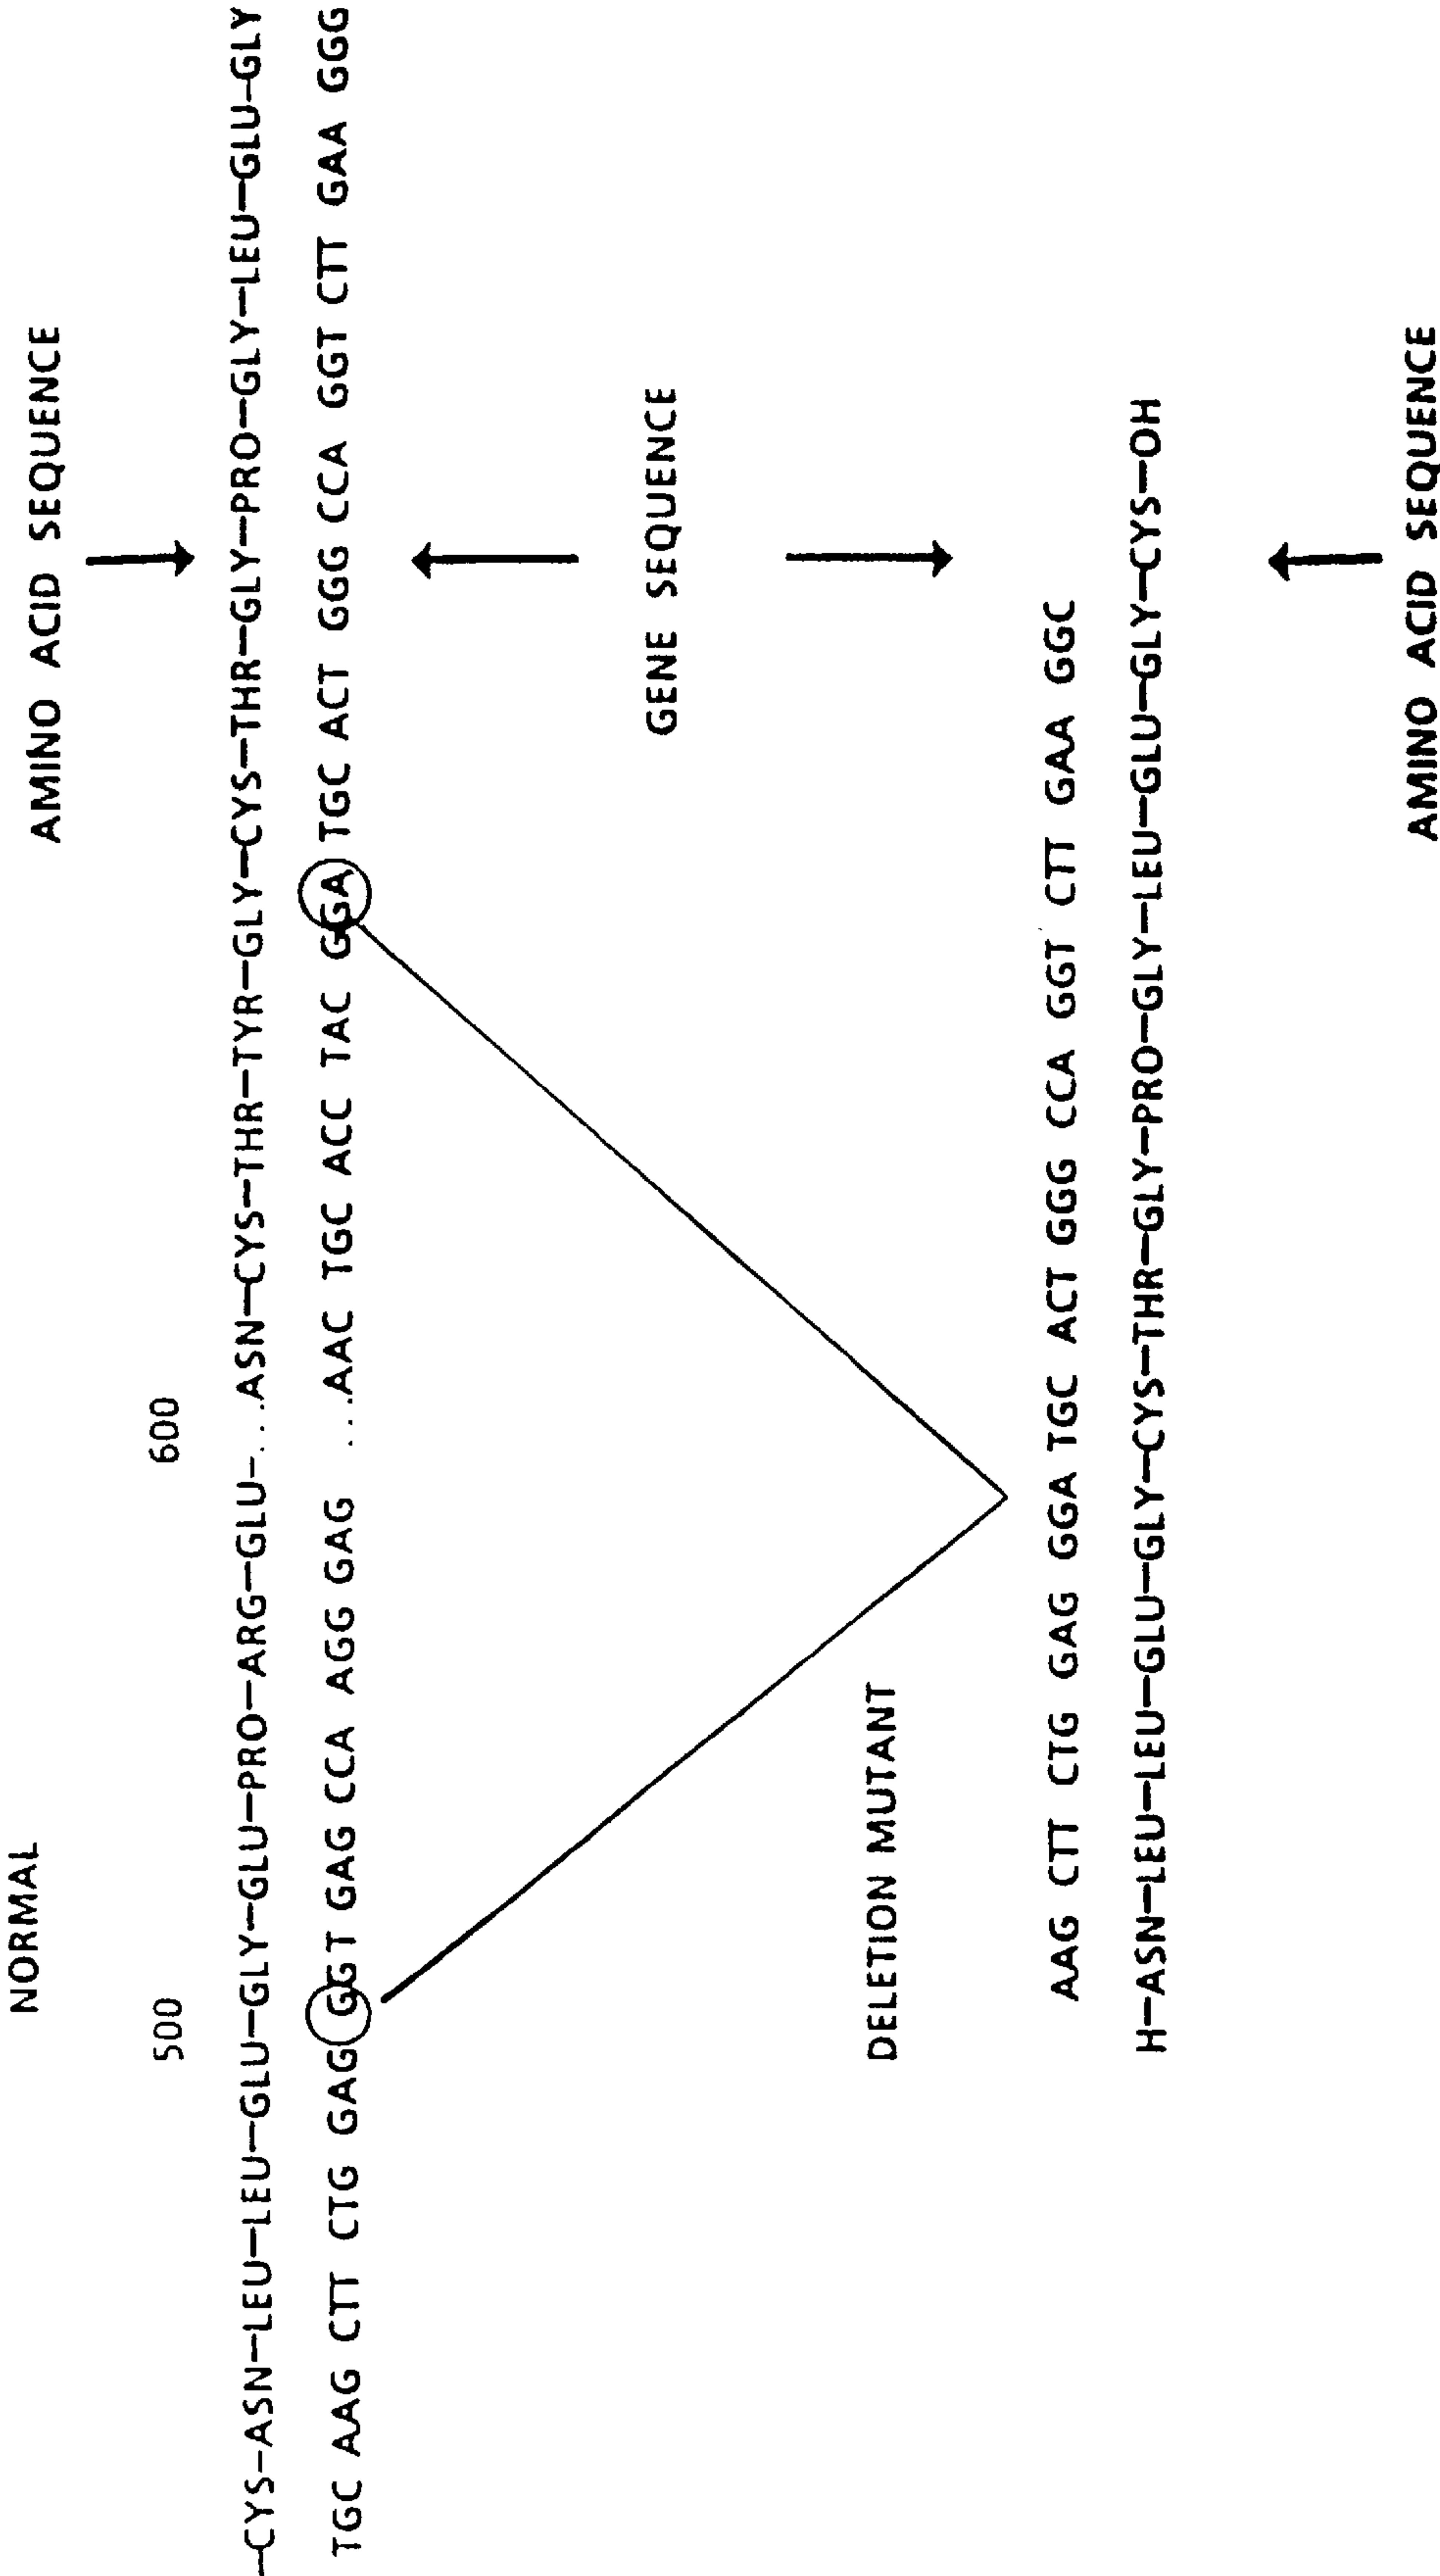 NORMAL
AMINO ACID SEQUENCE
500 600
—CYS—ASN—LEU—LEU—GLU—GLY—GLU—PRO—ARG—GLU-...ASN—CYS—THR—TYR—GLY—CYS—THR—GLY—PRO—GLY—LEU—GLU—GLY
TGC AAG CTT CTG GAG GGT GAG CCA AGG GAG ...AAC TGC ACC TAC GGA TGC ACT GGG CCA GGT CTT GAA GGG
GENE SEQUENCE
DELETION MUTANT
AAG CTT CTG GAG GGA TGC ACT GGG CCA GGT CTT GAA GGC
H—ASN—LEU—LEU—GLU—GLY—CYS—THR—GLY—PRO—GLY—LEU—GLU—GLY—CYS—OH
AMINO ACID SEQUENCE